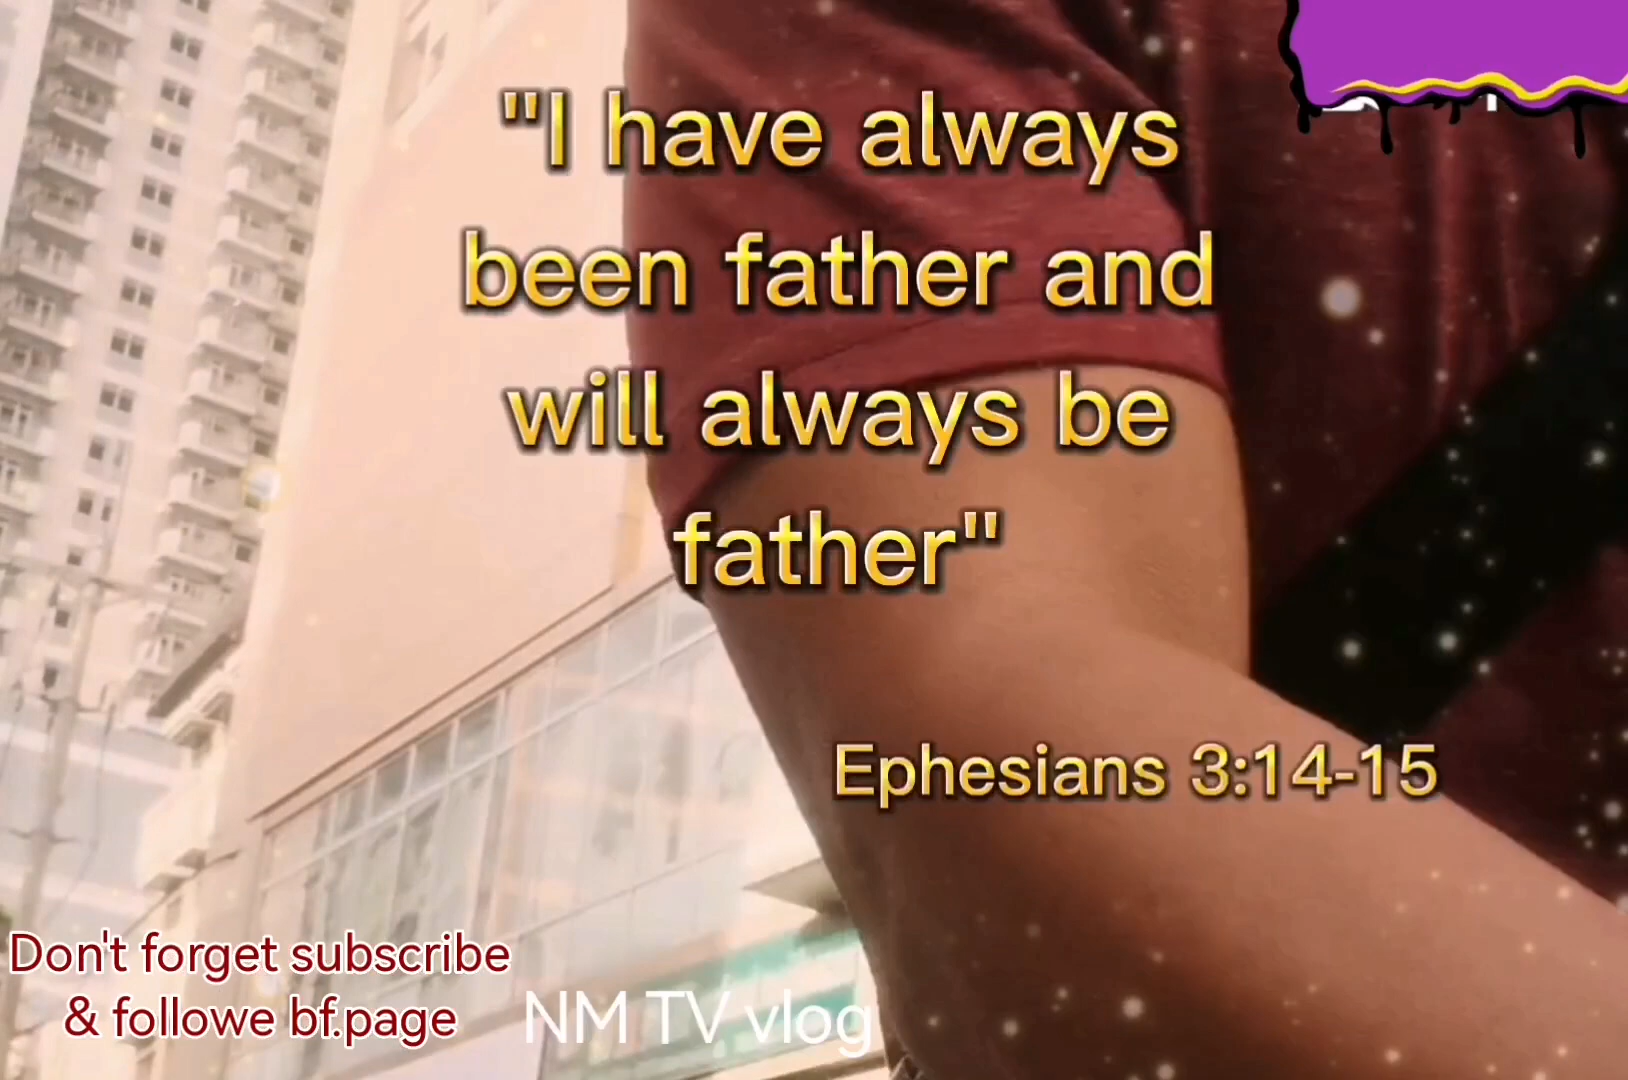 "I have always
been father and
will always be
father"
Ephesians 3:14-15
Don't forget subscribe
& followe bf.page
NM TV vlog